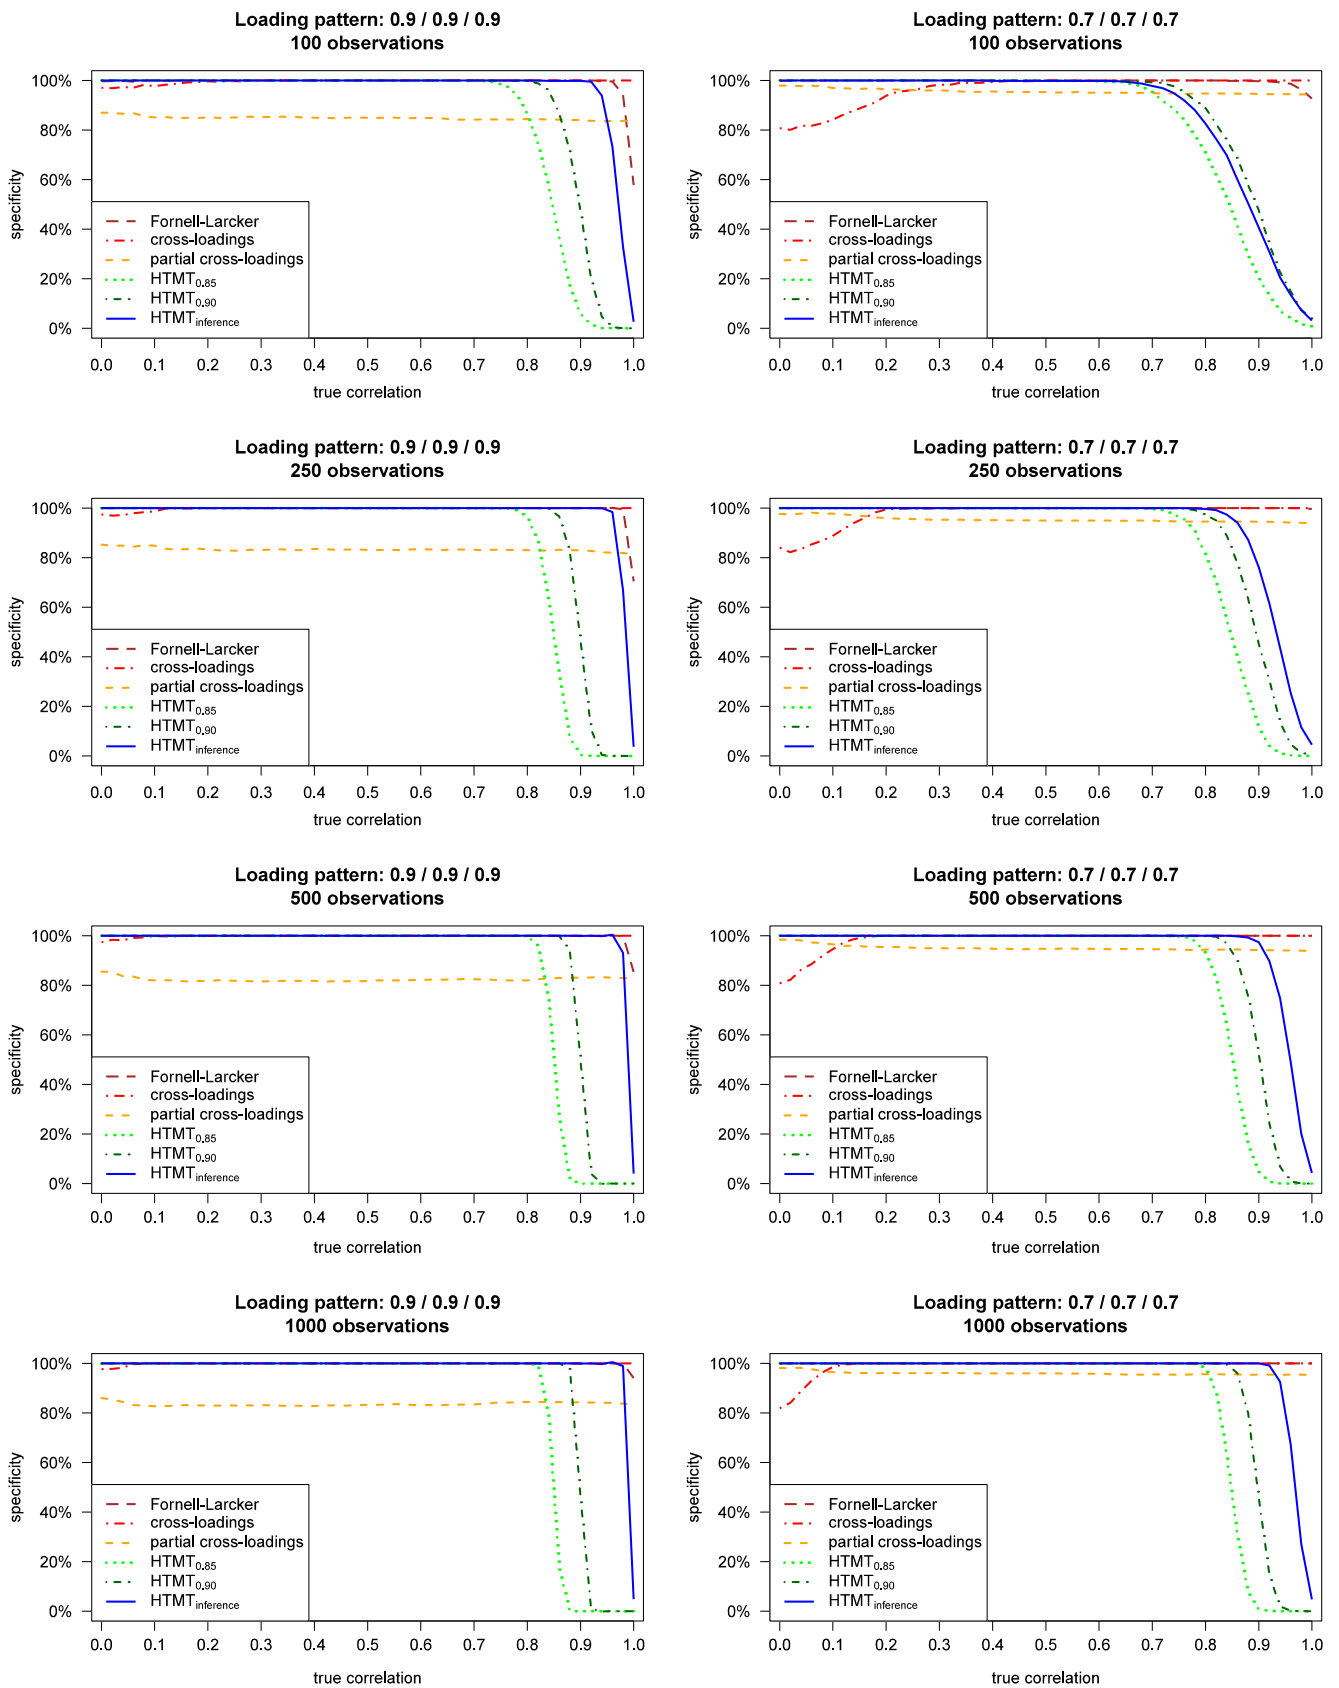 Loading pattern: 0.9 / 0.9 / 0.9
100 observations
specificity
100%
80%
60%
40%
20%
0%
Fornell-Larcker
cross-loadings
partial cross-loadings
HTMT0.85
HTMT0.90
HTMTinference
0.0 0.1 0.2 0.3 0.4 0.5 0.6 0.7 0.8 0.9 1.0
true correlation
Loading pattern: 0.7 / 0.7 / 0.7
100 observations
specificity
100%
80%
60%
40%
20%
0%
Fornell-Larcker
cross-loadings
partial cross-loadings
HTMT0.85
HTMT0.90
HTMTinference
0.0 0.1 0.2 0.3 0.4 0.5 0.6 0.7 0.8 0.9 1.0
true correlation
Loading pattern: 0.9 / 0.9 / 0.9
250 observations
specificity
100%
80%
60%
40%
20%
0%
Fornell-Larcker
cross-loadings
partial cross-loadings
HTMT0.85
HTMT0.90
HTMTinference
0.0 0.1 0.2 0.3 0.4 0.5 0.6 0.7 0.8 0.9 1.0
true correlation
Loading pattern: 0.7 / 0.7 / 0.7
250 observations
specificity
100%
80%
60%
40%
20%
0%
Fornell-Larcker
cross-loadings
partial cross-loadings
HTMT0.85
HTMT0.90
HTMTinference
0.0 0.1 0.2 0.3 0.4 0.5 0.6 0.7 0.8 0.9 1.0
true correlation
Loading pattern: 0.9 / 0.9 / 0.9
500 observations
specificity
100%
80%
60%
40%
20%
0%
Fornell-Larcker
cross-loadings
partial cross-loadings
HTMT0.85
HTMT0.90
HTMTinference
0.0 0.1 0.2 0.3 0.4 0.5 0.6 0.7 0.8 0.9 1.0
true correlation
Loading pattern: 0.7 / 0.7 / 0.7
500 observations
specificity
100%
80%
60%
40%
20%
0%
Fornell-Larcker
cross-loadings
partial cross-loadings
HTMT0.85
HTMT0.90
HTMTinference
0.0 0.1 0.2 0.3 0.4 0.5 0.6 0.7 0.8 0.9 1.0
true correlation
Loading pattern: 0.9 / 0.9 / 0.9
1000 observations
specificity
100%
80%
60%
40%
20%
0%
Fornell-Larcker
cross-loadings
partial cross-loadings
HTMT0.85
HTMT0.90
HTMTinference
0.0 0.1 0.2 0.3 0.4 0.5 0.6 0.7 0.8 0.9 1.0
true correlation
Loading pattern: 0.7 / 0.7 / 0.7
1000 observations
specificity
100%
80%
60%
40%
20%
0%
Fornell-Larcker
cross-loadings
partial cross-loadings
HTMT0.85
HTMT0.90
HTMTinference
0.0 0.1 0.2 0.3 0.4 0.5 0.6 0.7 0.8 0.9 1.0
true correlation